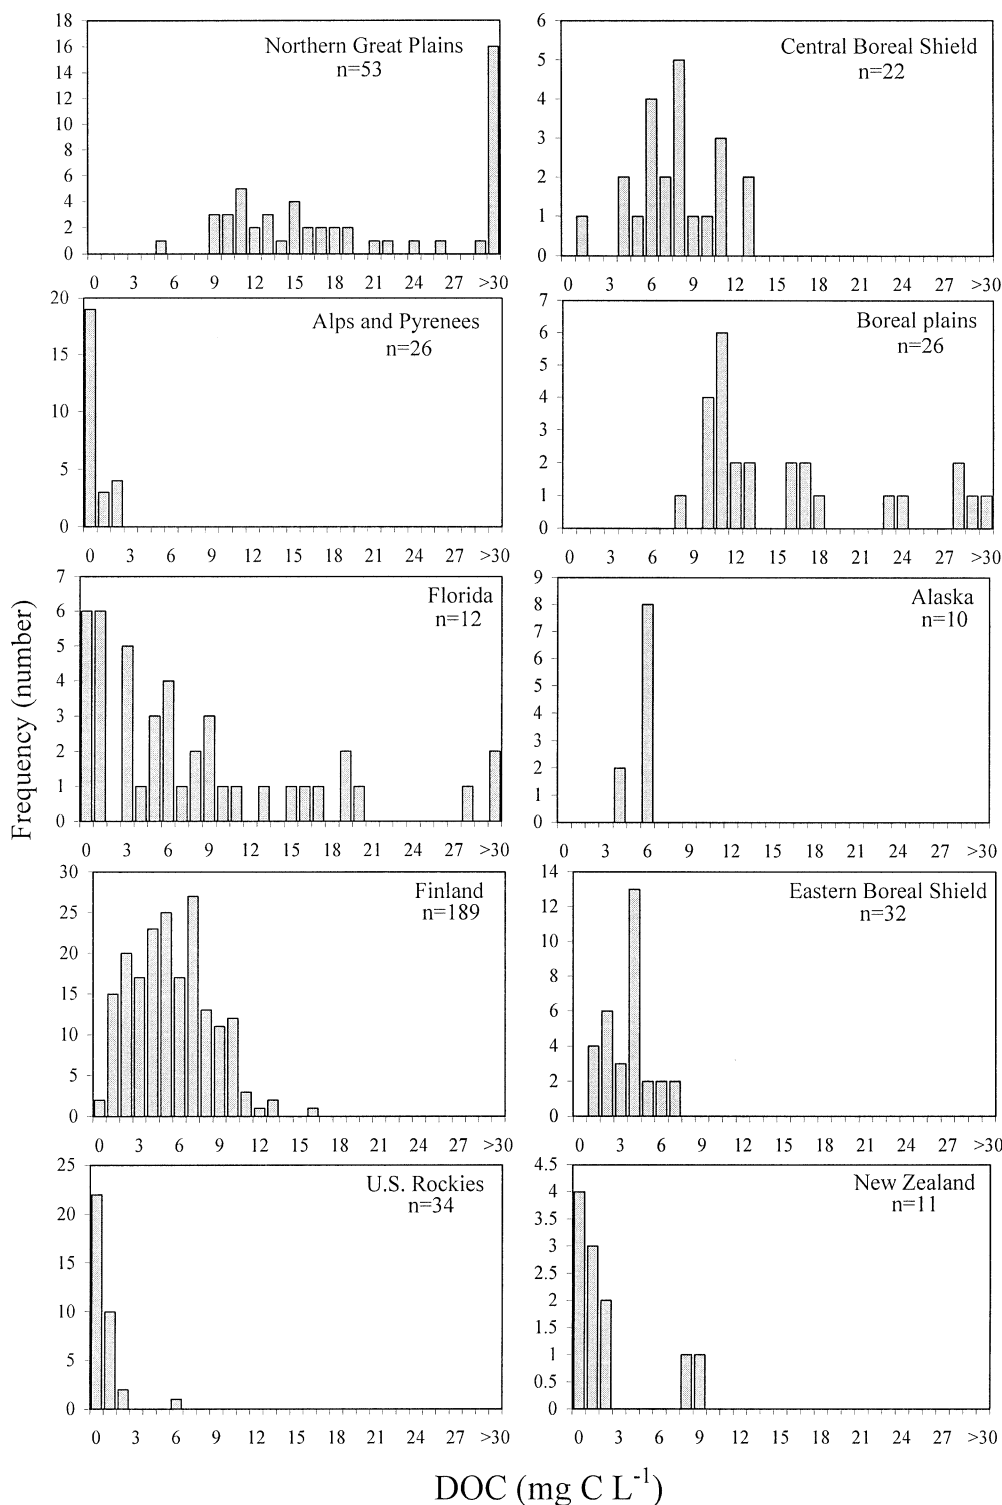 Northern Great Plains
n=53
18
16
14
12
10
8
6
4
2
0
0 3 6 9 12 15 18 21 24 27 >30
Central Boreal Shield
n=22
6
5
4
3
2
1
0
0 3 6 9 12 15 18 21 24 27 >30
Alps and Pyrenees
n=26
20
15
10
5
0
0 3 6 9 12 15 18 21 24 27 >30
Boreal plains
n=26
7
6
5
4
3
2
1
0
0 3 6 9 12 15 18 21 24 27 >30
Frequency (number)
Florida
n=12
7
6
5
4
3
2
1
0
0 3 6 9 12 15 18 21 24 27 >30
Alaska
n=10
9
8
7
6
5
4
3
2
1
0
0 3 6 9 12 15 18 21 24 27 >30
Finland
n=189
30
25
20
15
10
5
0
0 3 6 9 12 15 18 21 24 27 >30
Eastern Boreal Shield
n=32
14
12
10
8
6
4
2
0
0 3 6 9 12 15 18 21 24 27 >30
U.S. Rockies
n=34
25
20
15
10
5
0
0 3 6 9 12 15 18 21 24 27 >30
New Zealand
n=11
4.5
4
3.5
3
2.5
2
1.5
1
0.5
0
0 3 6 9 12 15 18 21 24 27 >30
DOC (mg C L⁻¹)